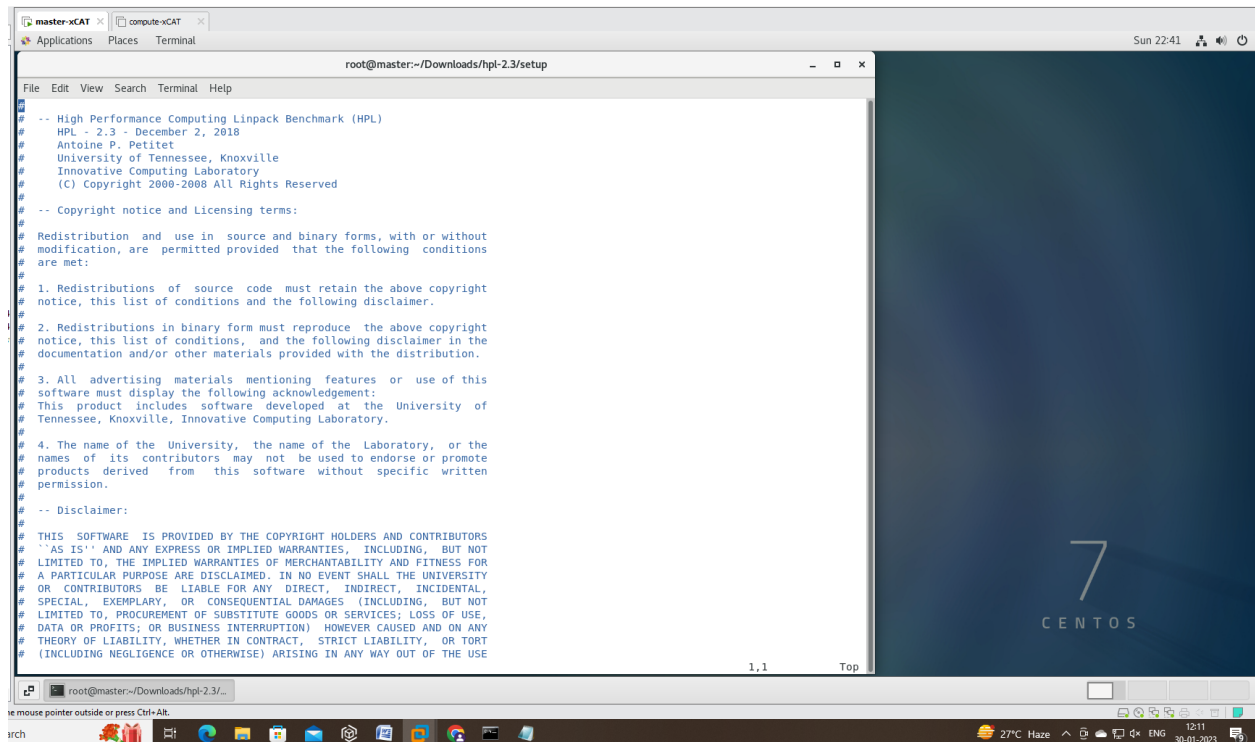 master-xCAT
compute-xCAT
Applications Places Terminal
Sun 22:41
root@master:~/Downloads/hpl-2.3/setup
File Edit View Search Terminal Help
#
# -- High Performance Computing Linpack Benchmark (HPL)
# HPL - 2.3 - December 2, 2018
# Antoine P. Petitet
# University of Tennessee, Knoxville
# Innovative Computing Laboratory
# (C) Copyright 2000-2008 All Rights Reserved
#
# -- Copyright notice and Licensing terms:
#
# Redistribution and use in source and binary forms, with or without
# modification, are permitted provided that the following conditions
# are met:
#
# 1. Redistributions of source code must retain the above copyright
# notice, this list of conditions and the following disclaimer.
#
# 2. Redistributions in binary form must reproduce the above copyright
# notice, this list of conditions, and the following disclaimer in the
# documentation and/or other materials provided with the distribution.
#
# 3. All advertising materials mentioning features or use of this
# software must display the following acknowledgement:
# This product includes software developed at the University of
# Tennessee, Knoxville, Innovative Computing Laboratory.
#
# 4. The name of the University, the name of the Laboratory, or the
# names of its contributors may not be used to endorse or promote
# products derived from this software without specific written
# permission.
#
# -- Disclaimer:
#
# THIS SOFTWARE IS PROVIDED BY THE COPYRIGHT HOLDERS AND CONTRIBUTORS
# ``AS IS'' AND ANY EXPRESS OR IMPLIED WARRANTIES, INCLUDING, BUT NOT
# LIMITED TO, THE IMPLIED WARRANTIES OF MERCHANTABILITY AND FITNESS FOR
# A PARTICULAR PURPOSE ARE DISCLAIMED. IN NO EVENT SHALL THE UNIVERSITY
# OR CONTRIBUTORS BE LIABLE FOR ANY DIRECT, INDIRECT, INCIDENTAL,
# SPECIAL, EXEMPLARY, OR CONSEQUENTIAL DAMAGES (INCLUDING, BUT NOT
# LIMITED TO, PROCUREMENT OF SUBSTITUTE GOODS OR SERVICES; LOSS OF USE,
# DATA OR PROFITS; OR BUSINESS INTERRUPTION) HOWEVER CAUSED AND ON ANY
# THEORY OF LIABILITY, WHETHER IN CONTRACT, STRICT LIABILITY, OR TORT
# (INCLUDING NEGLIGENCE OR OTHERWISE) ARISING IN ANY WAY OUT OF THE USE
1,1 Top
7
CENTOS
root@master:~/Downloads/hpl-2.3/...
e mouse pointer outside or press Ctrl+Alt.
arch
27°C Haze
ENG
12:11
30-01-2023